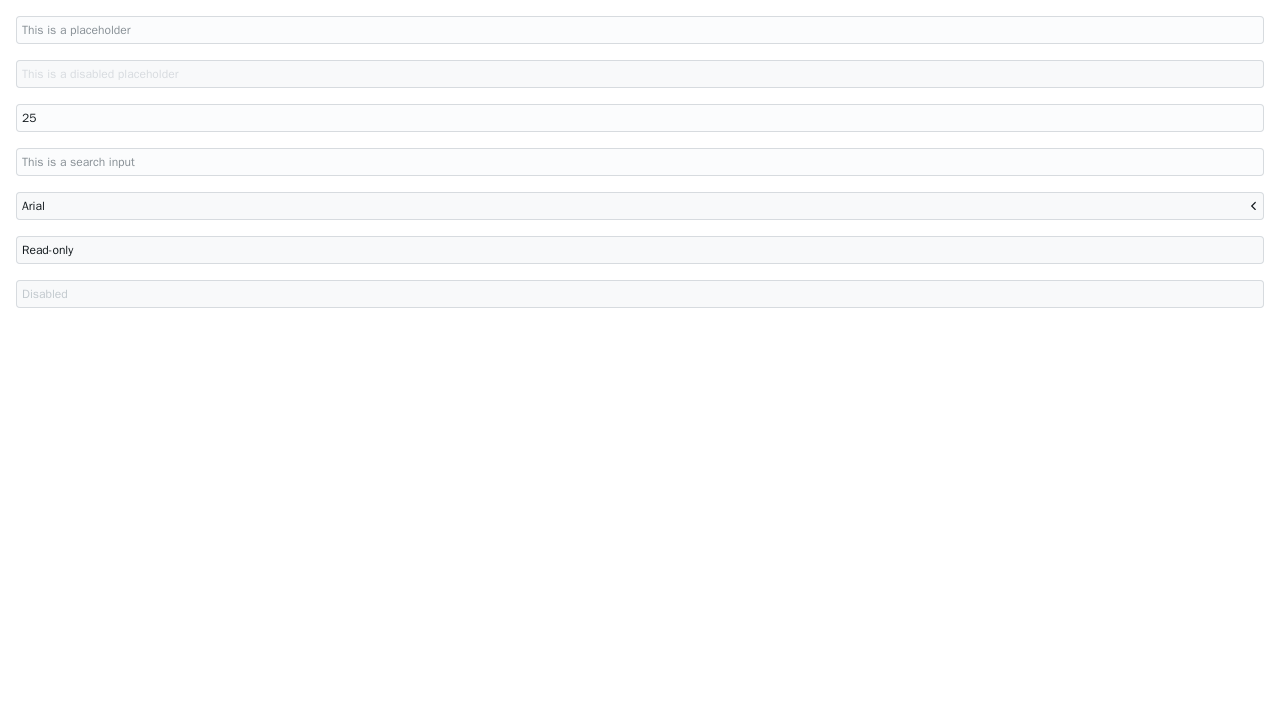 This is a placeholder
This is a disabled placeholder
25
This is a search input
Arial
Read-only
Disabled